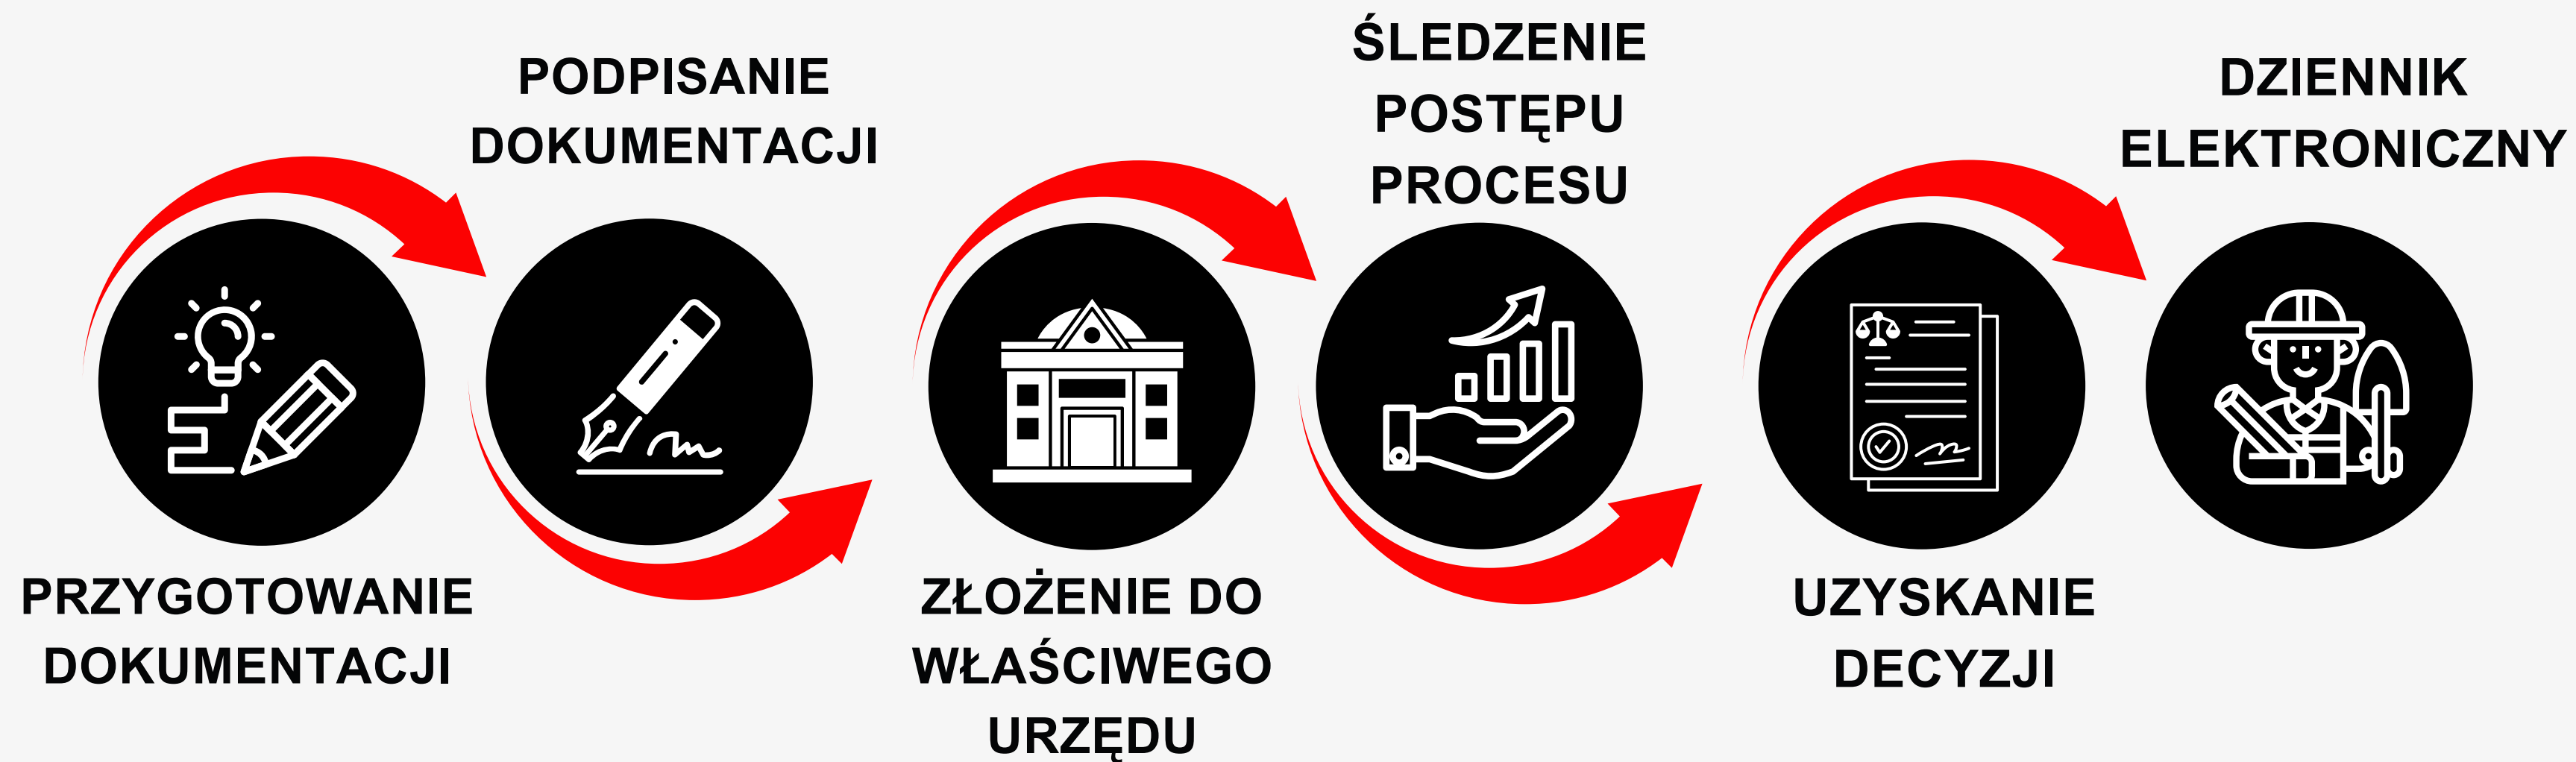 PRZYGOTOWANIE
DOKUMENTACJI
PODPISANIE
DOKUMENTACJI
ZŁOŻENIE DO
WŁAŚCIWEGO
URZĘDU
ŚLEDZENIE
POSTĘPU
PROCESU
UZYSKANIE
DECYZJI
DZIENNIK
ELEKTRONICZNY